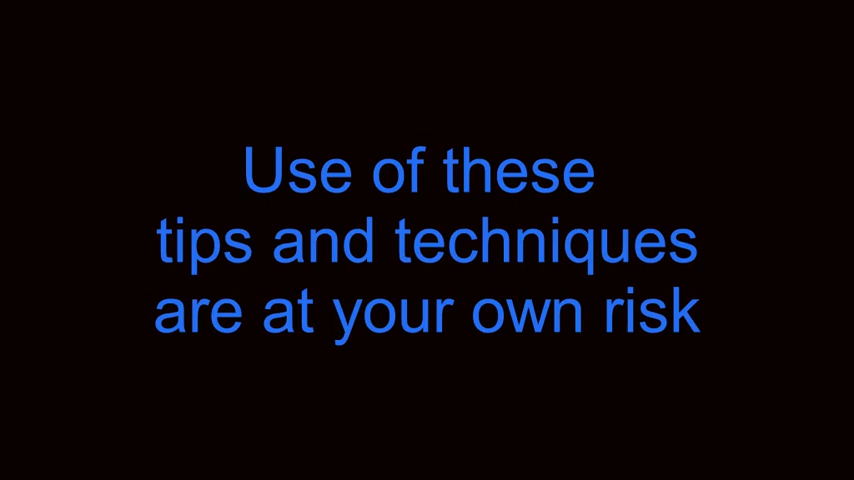 Use of these
tips and techniques
are at your own risk